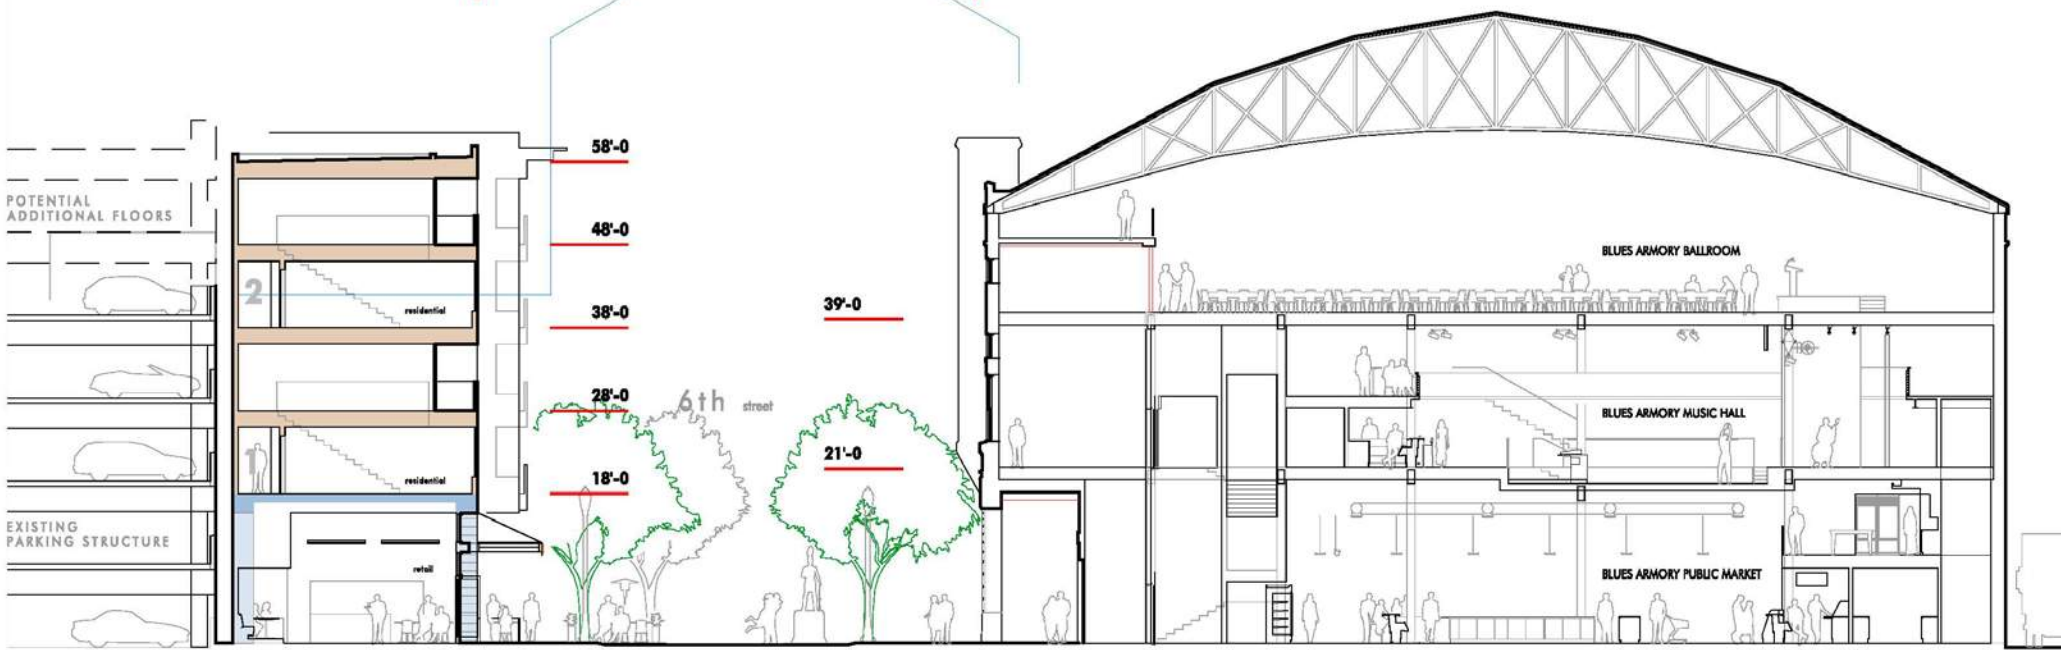 58'-0
POTENTIAL
ADDITIONAL FLOORS
48'-0
BLUES ARMORY BALLROOM
2
residential
38'-0
39'-0
28'-0
6th street
BLUES ARMORY MUSIC HALL
1
residential
18'-0
21'-0
EXISTING
PARKING STRUCTURE
retail
BLUES ARMORY PUBLIC MARKET